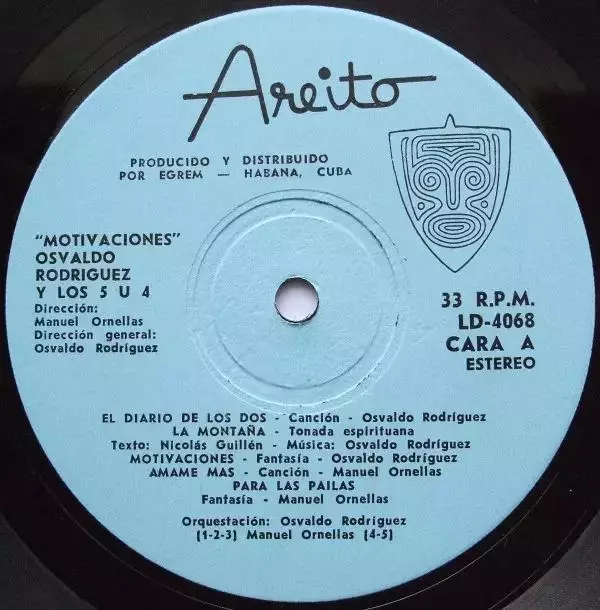 Areito
PRODUCIDO Y DISTRIBUIDO
POR EGREM — HABANA, CUBA
"MOTIVACIONES"
OSVALDO
RODRIGUEZ
Y LOS 5 U 4
Dirección:
Manuel Ornellas
Dirección general:
Osvaldo Rodríguez
33 R.P.M.
LD-4068
CARA A
ESTEREO
EL DIARIO DE LOS DOS - Canción - Osvaldo Rodríguez
LA MONTAÑA - Tonada espirituana
Texto: Nicolás Guillén - Música: Osvaldo Rodríguez
MOTIVACIONES - Fantasía - Osvaldo Rodríguez
AMAME MAS - Canción - Manuel Ornellas
PARA LAS PAILAS
Fantasía - Manuel Ornellas
Orquestación: Osvaldo Rodríguez
(1-2-3) Manuel Ornellas (4-5)